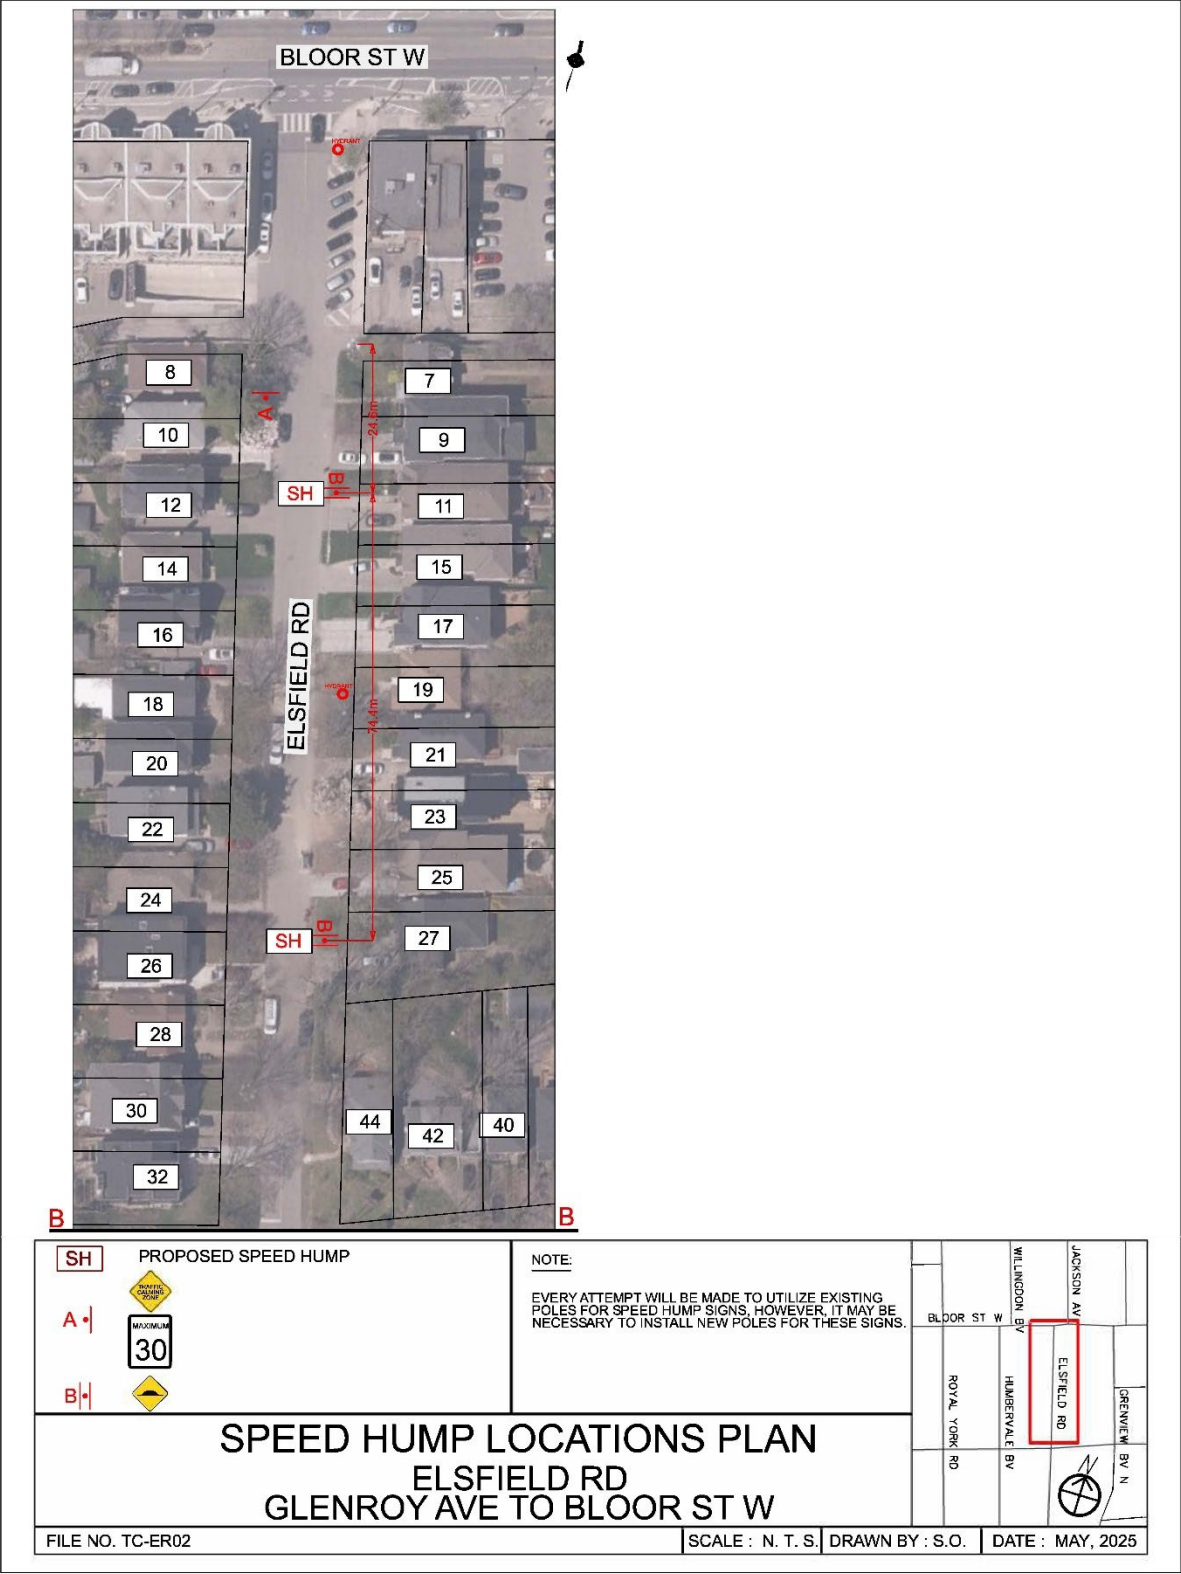 BLOOR ST W
HYDRANT
8
7
24.6m
A
10
9
SH
B
12
11
14
15
ELSFIELD RD
16
17
HYDRANT
18
19
74.4m
20
21
22
23
24
25
SH
B
27
26
28
30
44
42
40
32
B
B
SH
PROPOSED SPEED HUMP
TRAFFIC
CALMING
ZONE
A
MAXIMUM
30
B
NOTE:
EVERY ATTEMPT WILL BE MADE TO UTILIZE EXISTING
POLES FOR SPEED HUMP SIGNS, HOWEVER, IT MAY BE
NECESSARY TO INSTALL NEW POLES FOR THESE SIGNS.
WILLINGDON BV
JACKSON AV
BLOOR ST W
ROYAL YORK RD
HUMBERVALE BV
ELSFIELD RD
GRENVIEW BV N
N
SPEED HUMP LOCATIONS PLAN
ELSFIELD RD
GLENROY AVE TO BLOOR ST W
FILE NO. TC-ER02
SCALE : N. T. S.
DRAWN BY : S.O.
DATE : MAY, 2025